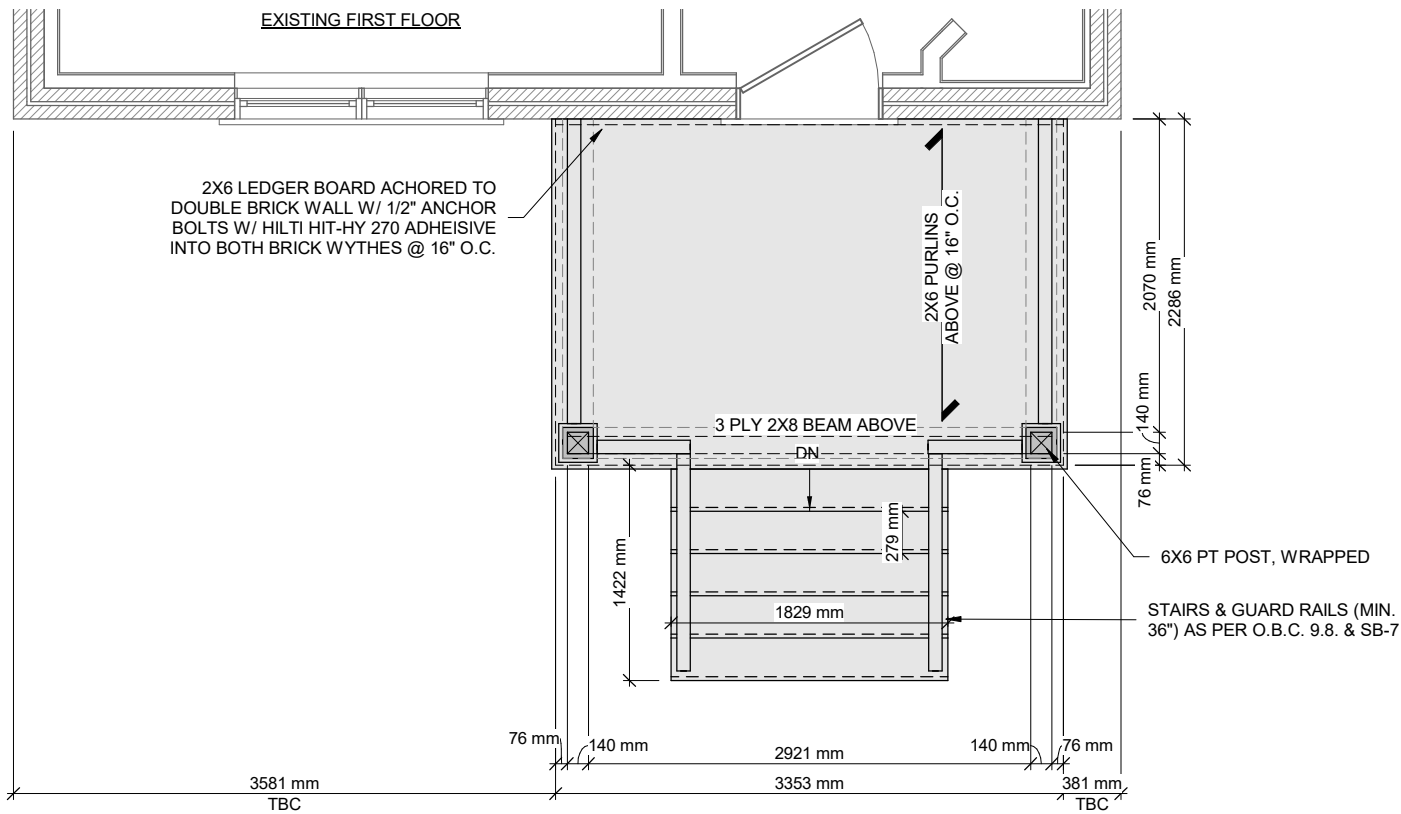 EXISTING FIRST FLOOR
2X6 LEDGER BOARD ACHORED TO
DOUBLE BRICK WALL W/ 1/2" ANCHOR
BOLTS W/ HILTI HIT-HY 270 ADHEISIVE
INTO BOTH BRICK WYTHES @ 16" O.C.
2X6 PURLINS
ABOVE @ 16" O.C.
2070 mm
2286 mm
140 mm
76 mm
3 PLY 2X8 BEAM ABOVE
DN
279 mm
1422 mm
1829 mm
6X6 PT POST, WRAPPED
STAIRS & GUARD RAILS (MIN.
36") AS PER O.B.C. 9.8. & SB-7
76 mm
140 mm
2921 mm
140 mm
76 mm
3581 mm
TBC
3353 mm
381 mm
TBC